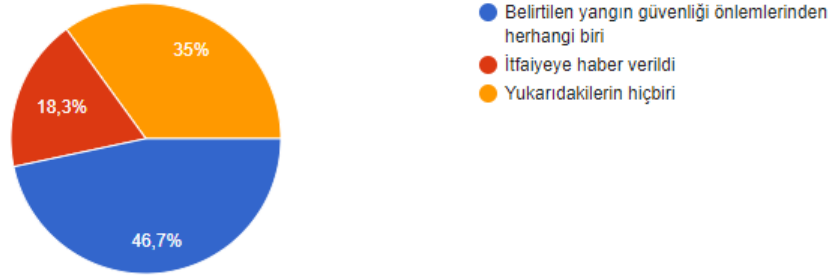 35%
18,3%
46,7%
Belirtilen yangın güvenliği önlemlerinden
herhangi biri
İtfaiyeye haber verildi
Yukarıdakilerin hiçbiri